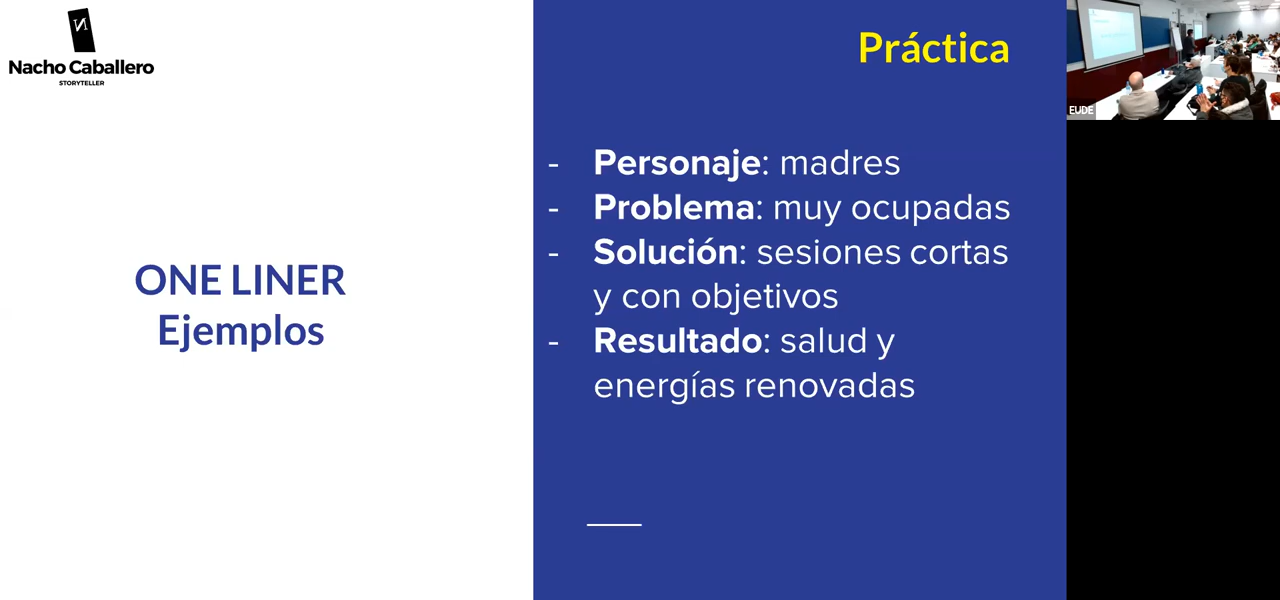 Nacho Caballero
STORYTELLER
ONE LINER
Ejemplos
Práctica
- Personaje: madres
- Problema: muy ocupadas
- Solución: sesiones cortas
y con objetivos
- Resultado: salud y
energías renovadas
EUDE